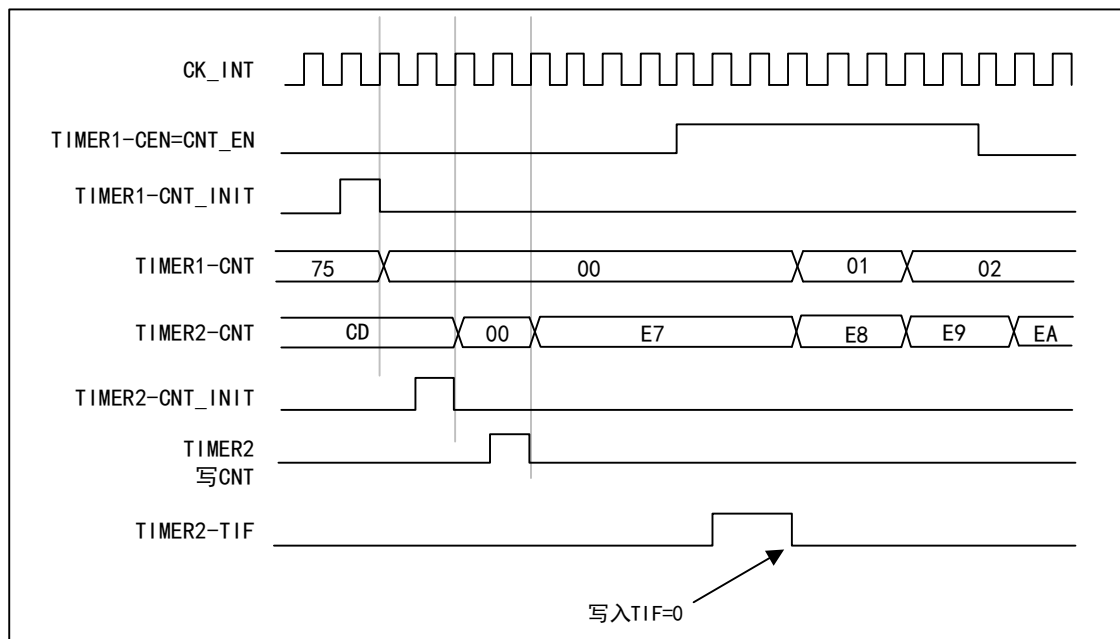 CK_INT
TIMER1-CEN=CNT_EN
TIMER1-CNT_INIT
TIMER1-CNT
75 00 01 02
TIMER2-CNT
CD 00 E7 E8 E9 EA
TIMER2-CNT_INIT
TIMER2
写CNT
TIMER2-TIF
写入TIF=0